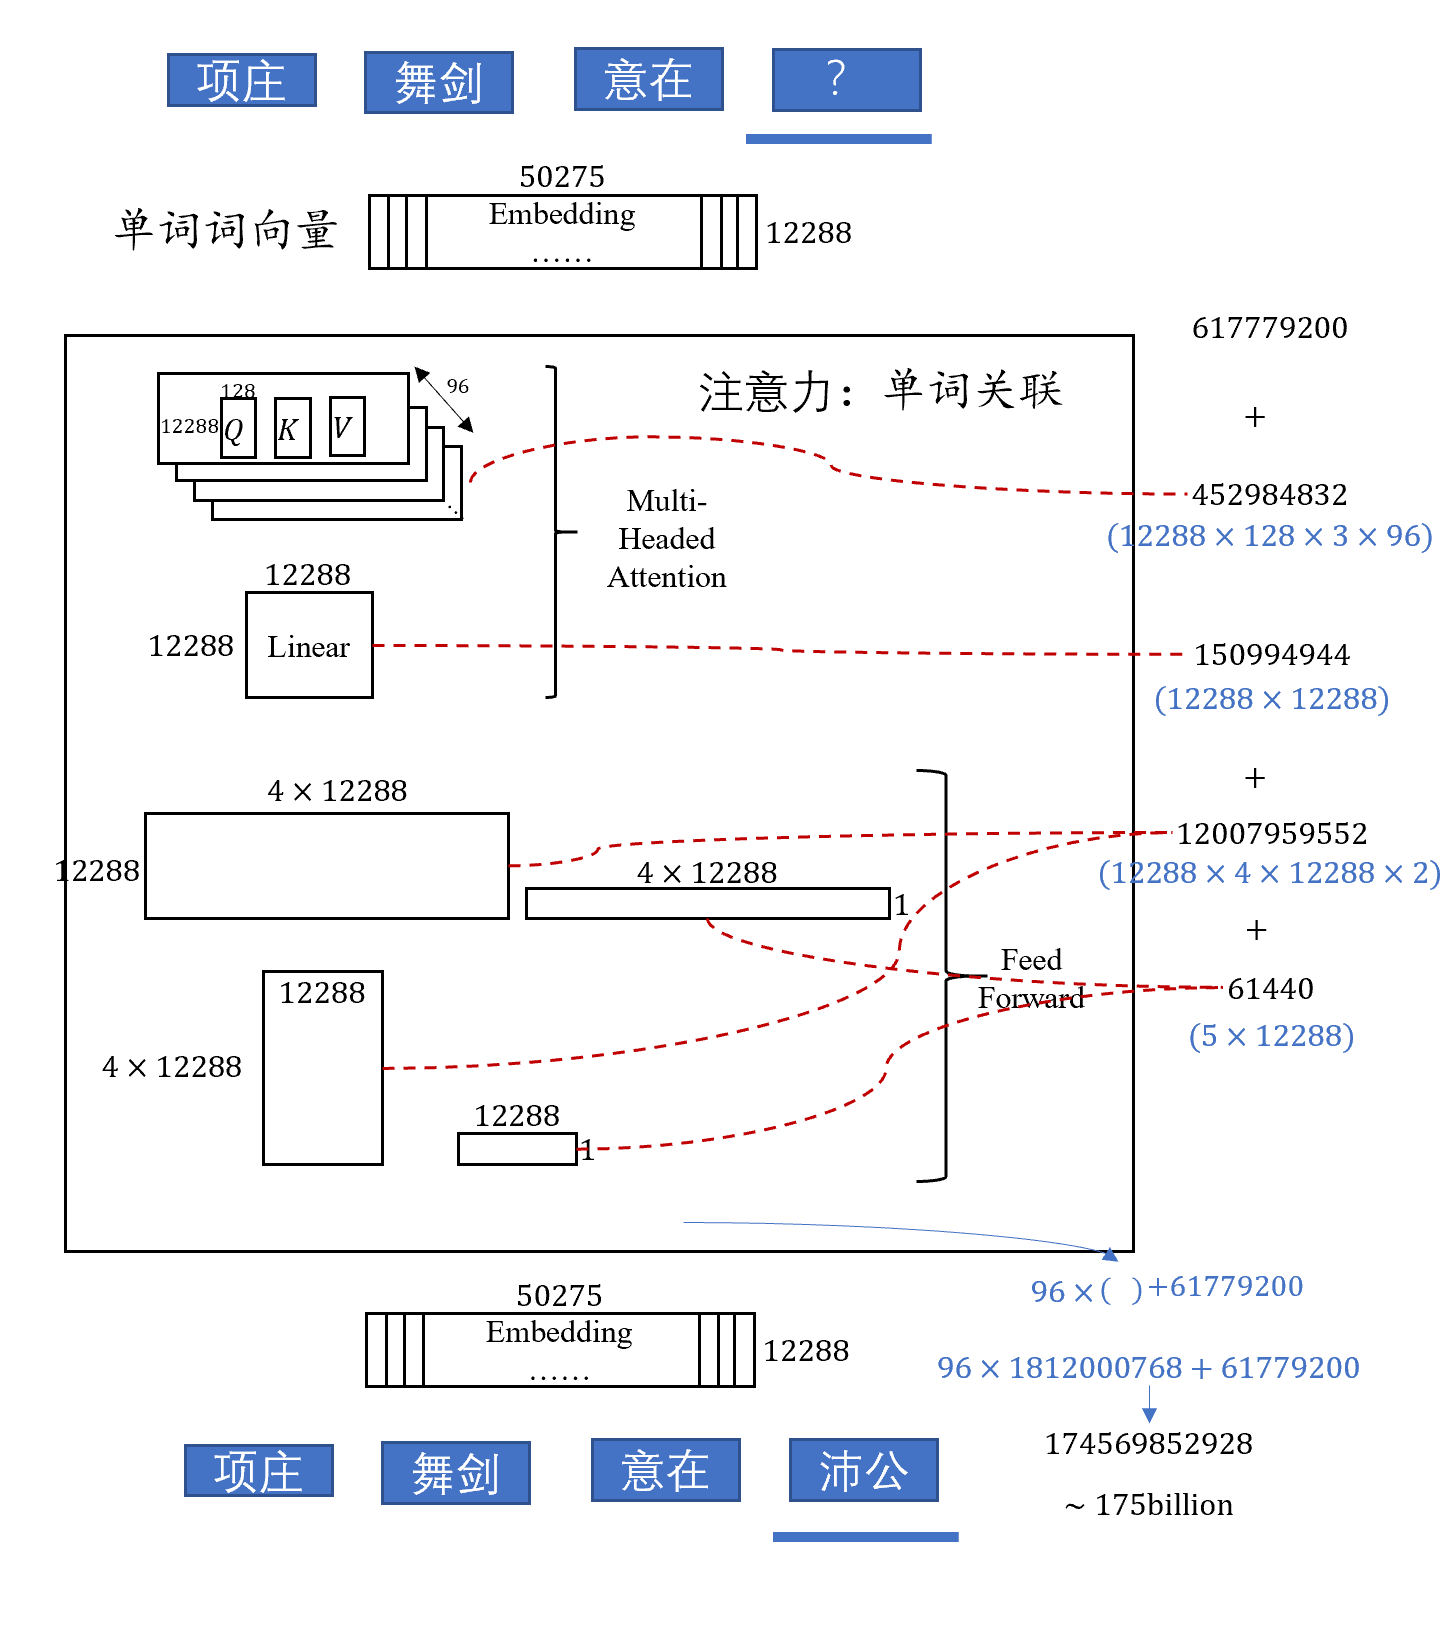 项庄
舞剑
意在
?
50275
单词词向量
Embedding
......
12288
617779200
+
注意力：单词关联
96
128
12288
Q
K
V
...
452984832
(12288 × 128 × 3 × 96)
Multi-
Headed
Attention
12288
12288
Linear
150994944
(12288 × 12288)
+
4 × 12288
12288
12007959552
(12288 × 4 × 12288 × 2)
4 × 12288
1
+
Feed
Forward
61440
(5 × 12288)
12288
4 × 12288
12288
1
96 × ( ) +61779200
50275
Embedding
......
12288
96 × 1812000768 + 61779200
174569852928
~ 175billion
项庄
舞剑
意在
沛公